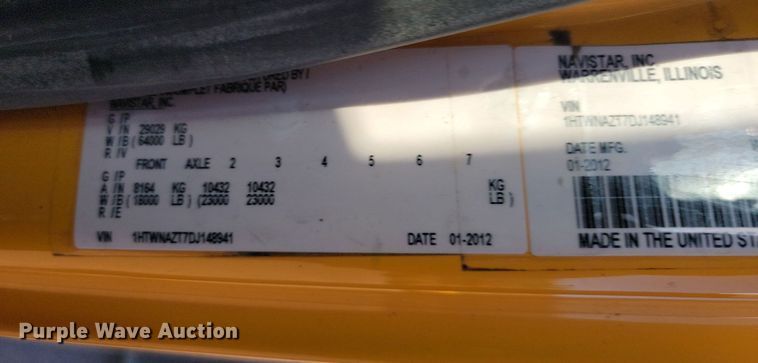 FABRIQUE PAR)
NAVISTAR, INC.
G/P
V/N 29029 KG
W/B ( 64000 LB )
R/V
FRONT AXLE 2 3 4 5 6 7
G/P
A/N 8164 KG 10432 10432 KG
W/B ( 18000 LB ) (23000 23000 LB )
R/E
VIN 1HTWNAZT7DJ148941 DATE 01-2012
NAVISTAR, INC
WARRENVILLE, ILLINOIS
VIN
1HTWNAZT7DJ148941
DATE MFG:
01-2012
MADE IN THE UNITED
Purple Wave Auction